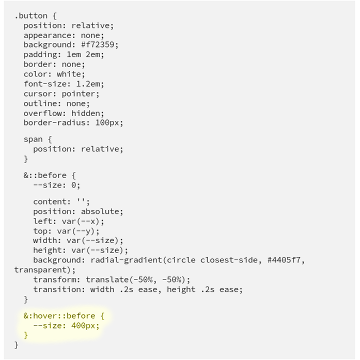 .button {
position: relative;
appearance: none;
background: #f72359;
padding: 1em 2em;
border: none;
color: white;
font-size: 1.2em;
cursor: pointer;
outline: none;
overflow: hidden;
border-radius: 100px;
span {
position: relative;
}
&::before {
--size: 0;
content: '';
position: absolute;
left: var(--x);
top: var(--y);
width: var(--size);
height: var(--size);
background: radial-gradient(circle closest-side, #4405f7,
transparent);
transform: translate(-50%, -50%);
transition: width .2s ease, height .2s ease;
}
&:hover::before {
--size: 400px;
}
}